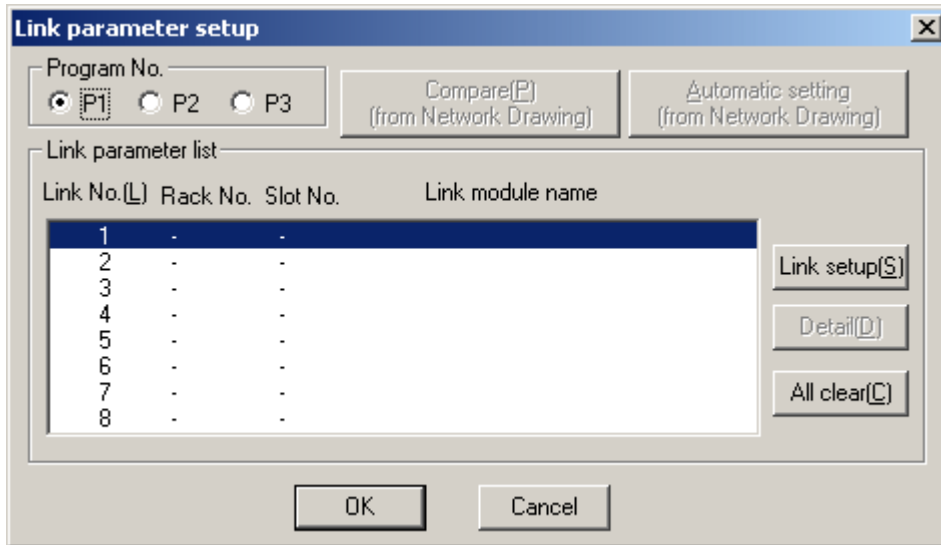 Link parameter setup
Program No.
P1 P2 P3
Compare(P)
(from Network Drawing)
Automatic setting
(from Network Drawing)
Link parameter list
Link No.(L) Rack No. Slot No. Link module name
1 - -
2 - -
3 - -
4 - -
5 - -
6 - -
7 - -
8 - -
Link setup(S)
Detail(D)
All clear(C)
OK Cancel